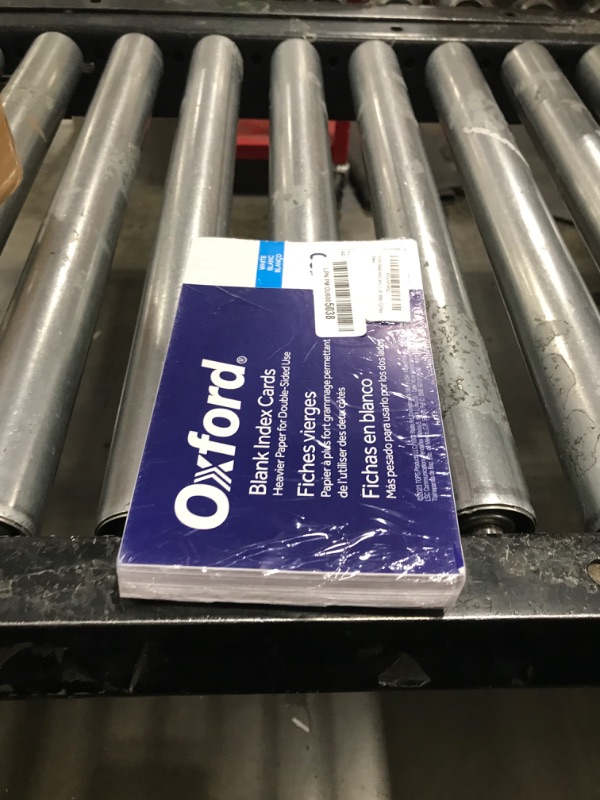 Oxford®
Blank Index Cards
Heavier Paper for Double-Sided Use
Fiches vierges
Papier à plus fort grammage permettant
de l'utiliser des deux côtés
Fichas en blanco
Más pesado para usarlo por los dos lados
WHITE
BLANC
BLANCO